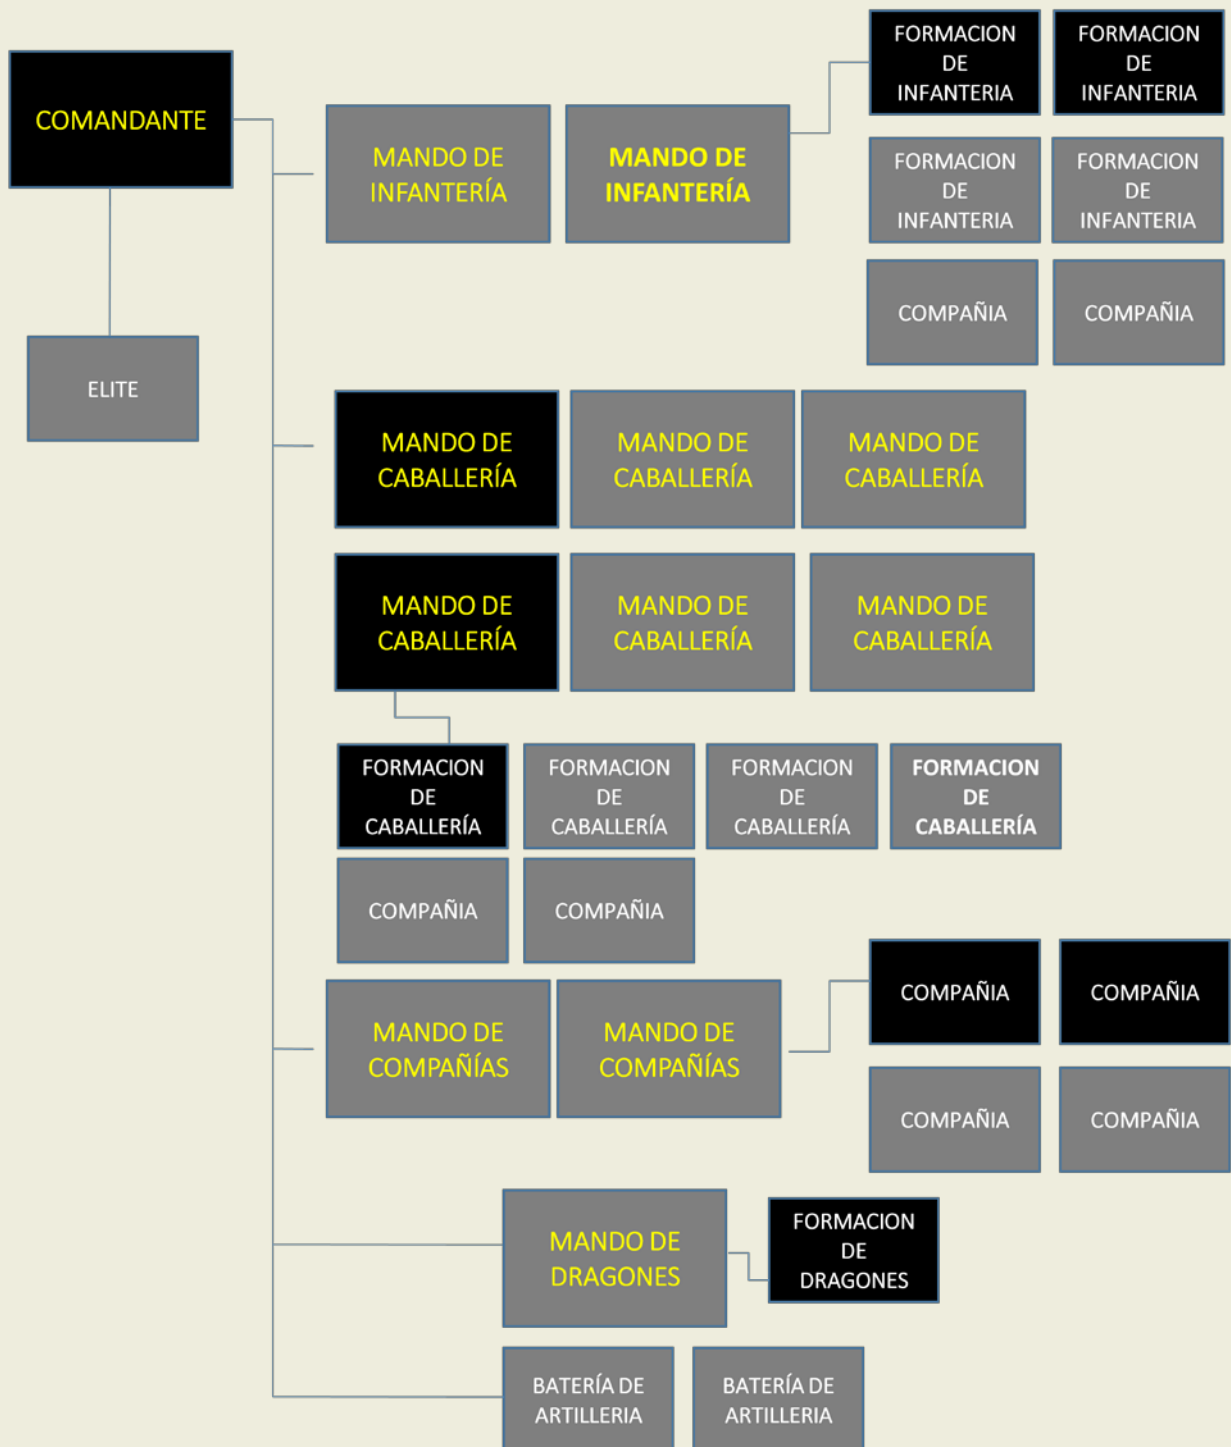 COMANDANTE
ELITE
MANDO DE
INFANTERÍA
MANDO DE
INFANTERÍA
FORMACION
DE
INFANTERIA
FORMACION
DE
INFANTERIA
FORMACION
DE
INFANTERIA
FORMACION
DE
INFANTERIA
COMPAÑIA
COMPAÑIA
MANDO DE
CABALLERÍA
MANDO DE
CABALLERÍA
MANDO DE
CABALLERÍA
MANDO DE
CABALLERÍA
MANDO DE
CABALLERÍA
MANDO DE
CABALLERÍA
FORMACION
DE
CABALLERÍA
FORMACION
DE
CABALLERÍA
FORMACION
DE
CABALLERÍA
FORMACION
DE
CABALLERÍA
COMPAÑIA
COMPAÑIA
MANDO DE
COMPAÑÍAS
MANDO DE
COMPAÑÍAS
COMPAÑIA
COMPAÑIA
COMPAÑIA
COMPAÑIA
MANDO DE
DRAGONES
FORMACION
DE
DRAGONES
BATERÍA DE
ARTILLERIA
BATERÍA DE
ARTILLERIA